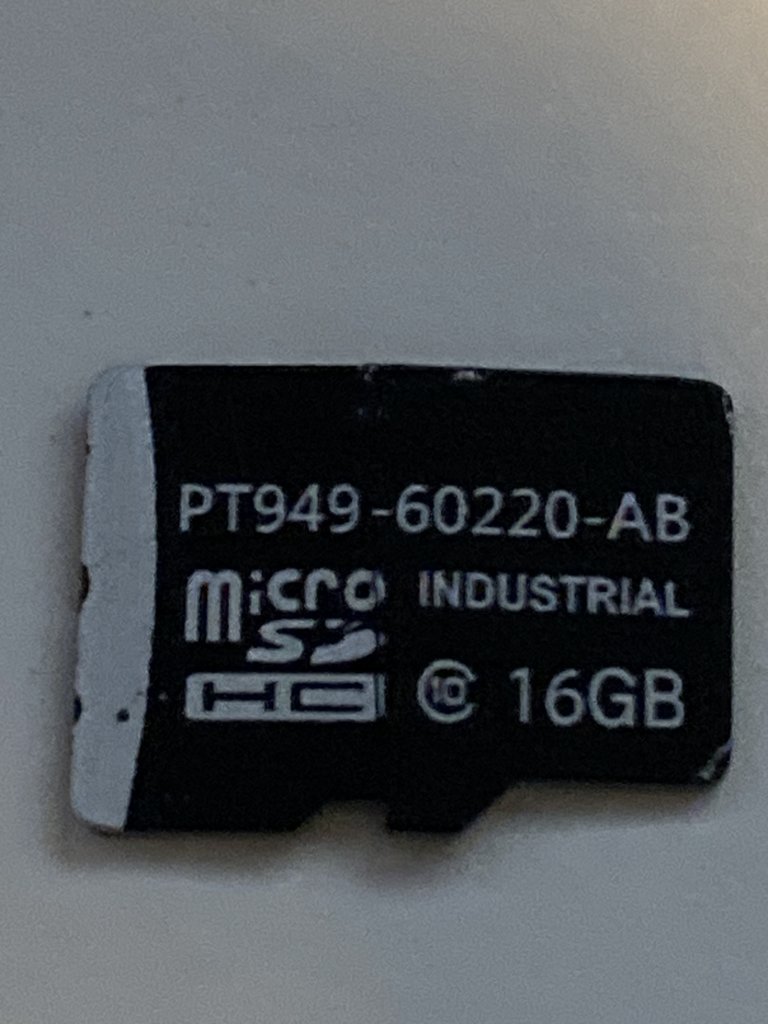 PT949-60220-AB
micro INDUSTRIAL
SD
HC 10 16GB